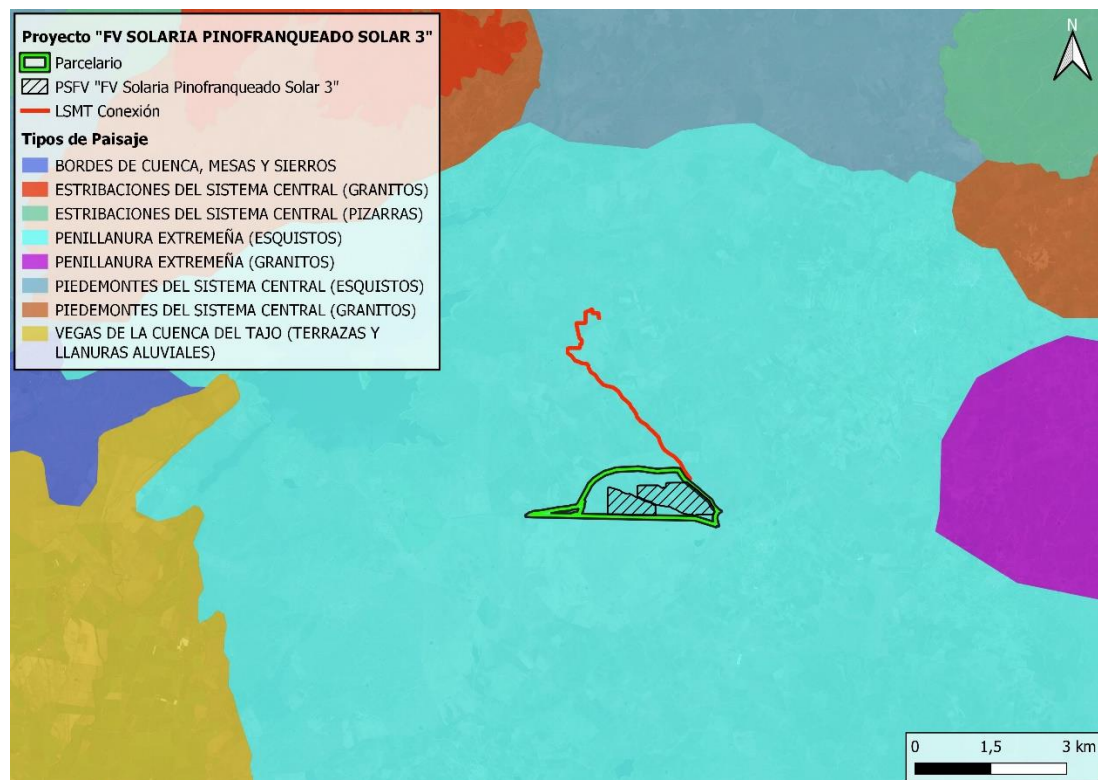 Proyecto "FV SOLARIA PINOFRANQUEADO SOLAR 3"
Parcelario
PSFV "FV Solaria Pinofranqueado Solar 3"
LSMT Conexión
Tipos de Paisaje
BORDES DE CUENCA, MESAS Y SIERROS
ESTRIBACIONES DEL SISTEMA CENTRAL (GRANITOS)
ESTRIBACIONES DEL SISTEMA CENTRAL (PIZARRAS)
PENILLANURA EXTREMEÑA (ESQUISTOS)
PENILLANURA EXTREMEÑA (GRANITOS)
PIEDEMONTES DEL SISTEMA CENTRAL (ESQUISTOS)
PIEDEMONTES DEL SISTEMA CENTRAL (GRANITOS)
VEGAS DE LA CUENCA DEL TAJO (TERRAZAS Y
LLANURAS ALUVIALES)
N
0 1,5 3 km